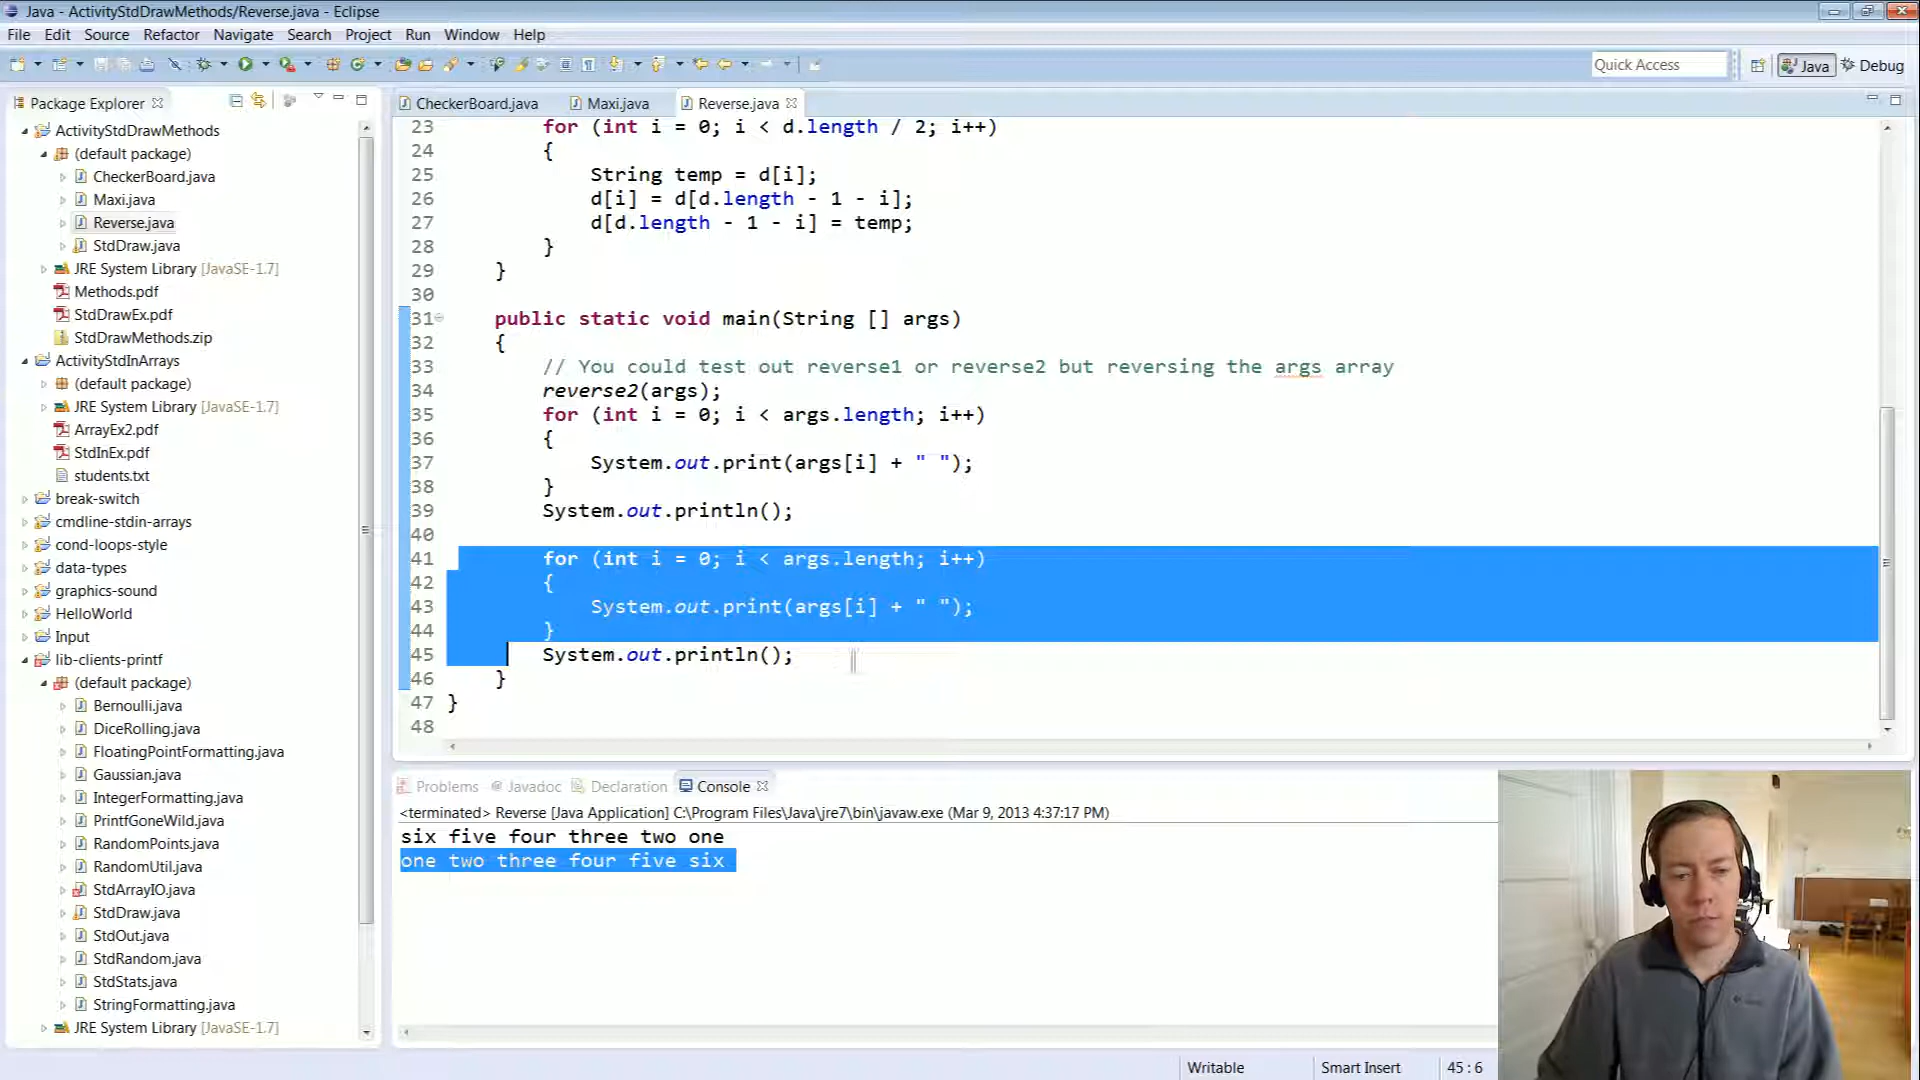 Java - ActivityStdDrawMethods/Reverse.java - Eclipse
File Edit Source Refactor Navigate Search Project Run Window Help
Quick Access Java Debug
Package Explorer
ActivityStdDrawMethods
(default package)
CheckerBoard.java
Maxi.java
Reverse.java
StdDraw.java
JRE System Library [JavaSE-1.7]
Methods.pdf
StdDrawEx.pdf
StdDrawMethods.zip
ActivityStdInArrays
(default package)
JRE System Library [JavaSE-1.7]
ArrayEx2.pdf
StdInEx.pdf
students.txt
break-switch
cmdline-stdin-arrays
cond-loops-style
data-types
graphics-sound
HelloWorld
Input
lib-clients-printf
(default package)
Bernoulli.java
DiceRolling.java
FloatingPointFormatting.java
Gaussian.java
IntegerFormatting.java
PrintfGoneWild.java
RandomPoints.java
RandomUtil.java
StdArrayIO.java
StdDraw.java
StdOut.java
StdRandom.java
StdStats.java
StringFormatting.java
JRE System Library [JavaSE-1.7]
CheckerBoard.java Maxi.java Reverse.java
23 for (int i = 0; i < d.length / 2; i++)
24 {
25 String temp = d[i];
26 d[i] = d[d.length - 1 - i];
27 d[d.length - 1 - i] = temp;
28 }
29 }
30
31 public static void main(String [] args)
32 {
33 // You could test out reverse1 or reverse2 but reversing the args array
34 reverse2(args);
35 for (int i = 0; i < args.length; i++)
36 {
37 System.out.print(args[i] + " ");
38 }
39 System.out.println();
40
41 for (int i = 0; i < args.length; i++)
42 {
43 System.out.print(args[i] + " ");
44 }
45 System.out.println();
46 }
47 }
48
Problems @ Javadoc Declaration Console
<terminated> Reverse [Java Application] C:\Program Files\Java\jre7\bin\javaw.exe (Mar 9, 2013 4:37:17 PM)
six five four three two one
one two three four five six
Writable Smart Insert 45 : 6